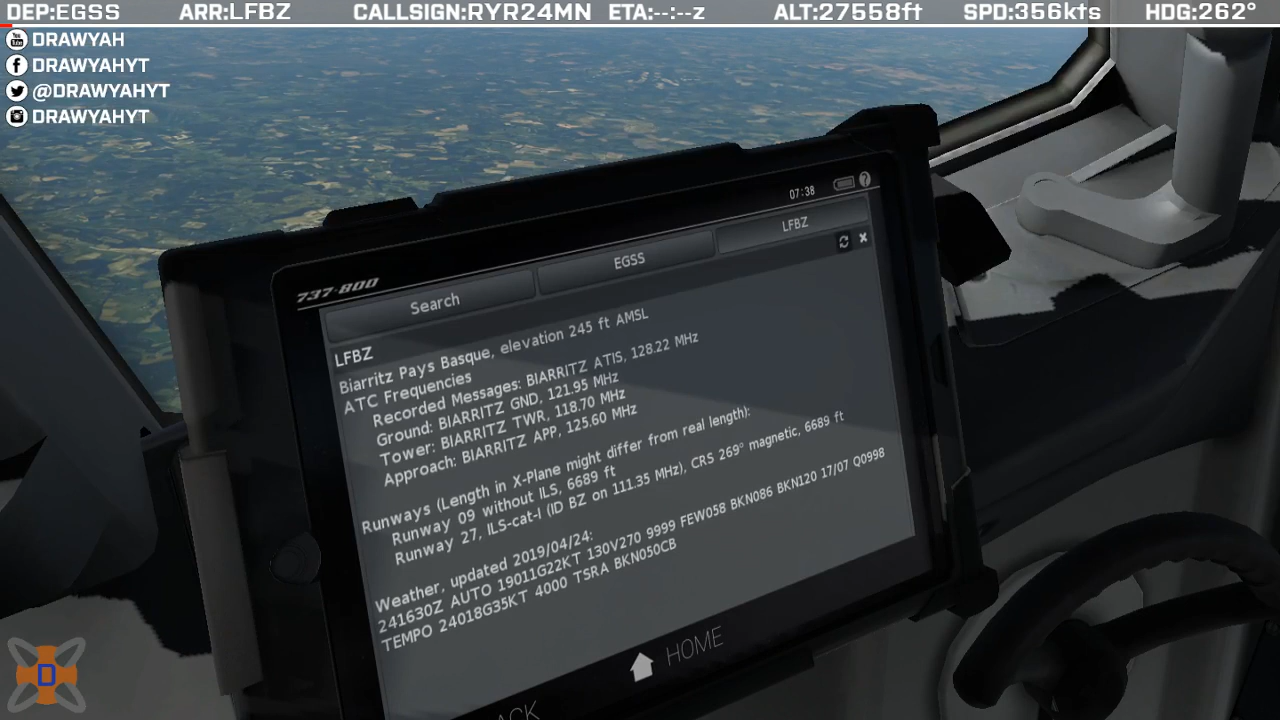 DEP:EGSS ARR:LFBZ CALLSIGN:RYR24MN ETA:--:--z ALT:27558ft SPD:356kts HDG:262°
DRAWYAH
DRAWYAHYT
@DRAWYAHYT
DRAWYAHYT
07:38 ?
737-800
Search EGSS LFBZ
LFBZ
Biarritz Pays Basque, elevation 245 ft AMSL
ATC Frequencies
Recorded Messages: BIARRITZ ATIS, 128.22 MHz
Ground: BIARRITZ GND, 121.95 MHz
Tower: BIARRITZ TWR, 118.70 MHz
Approach: BIARRITZ APP, 125.60 MHz
Runways (Length in X-Plane might differ from real length):
Runway 09 without ILS, 6689 ft
Runway 27, ILS-cat-I (ID BZ on 111.35 MHz), CRS 269° magnetic, 6689 ft
Weather, updated 2019/04/24:
241630Z AUTO 19011G22KT 130V270 9999 FEW058 BKN086 BKN120 17/07 Q0998
TEMPO 24018G35KT 4000 TSRA BKN050CB
HOME
D